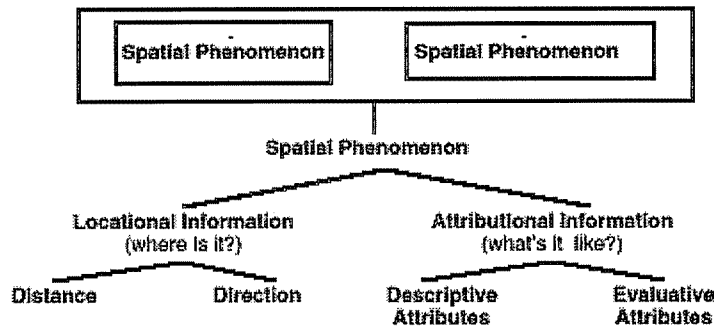 Spatial Phenomenon
Spatial Phenomenon
Spatial Phenomenon
Locational Information
(where is it?)
Attributional Information
(what's it like?)
Distance
Direction
Descriptive
Attributes
Evaluative
Attributes